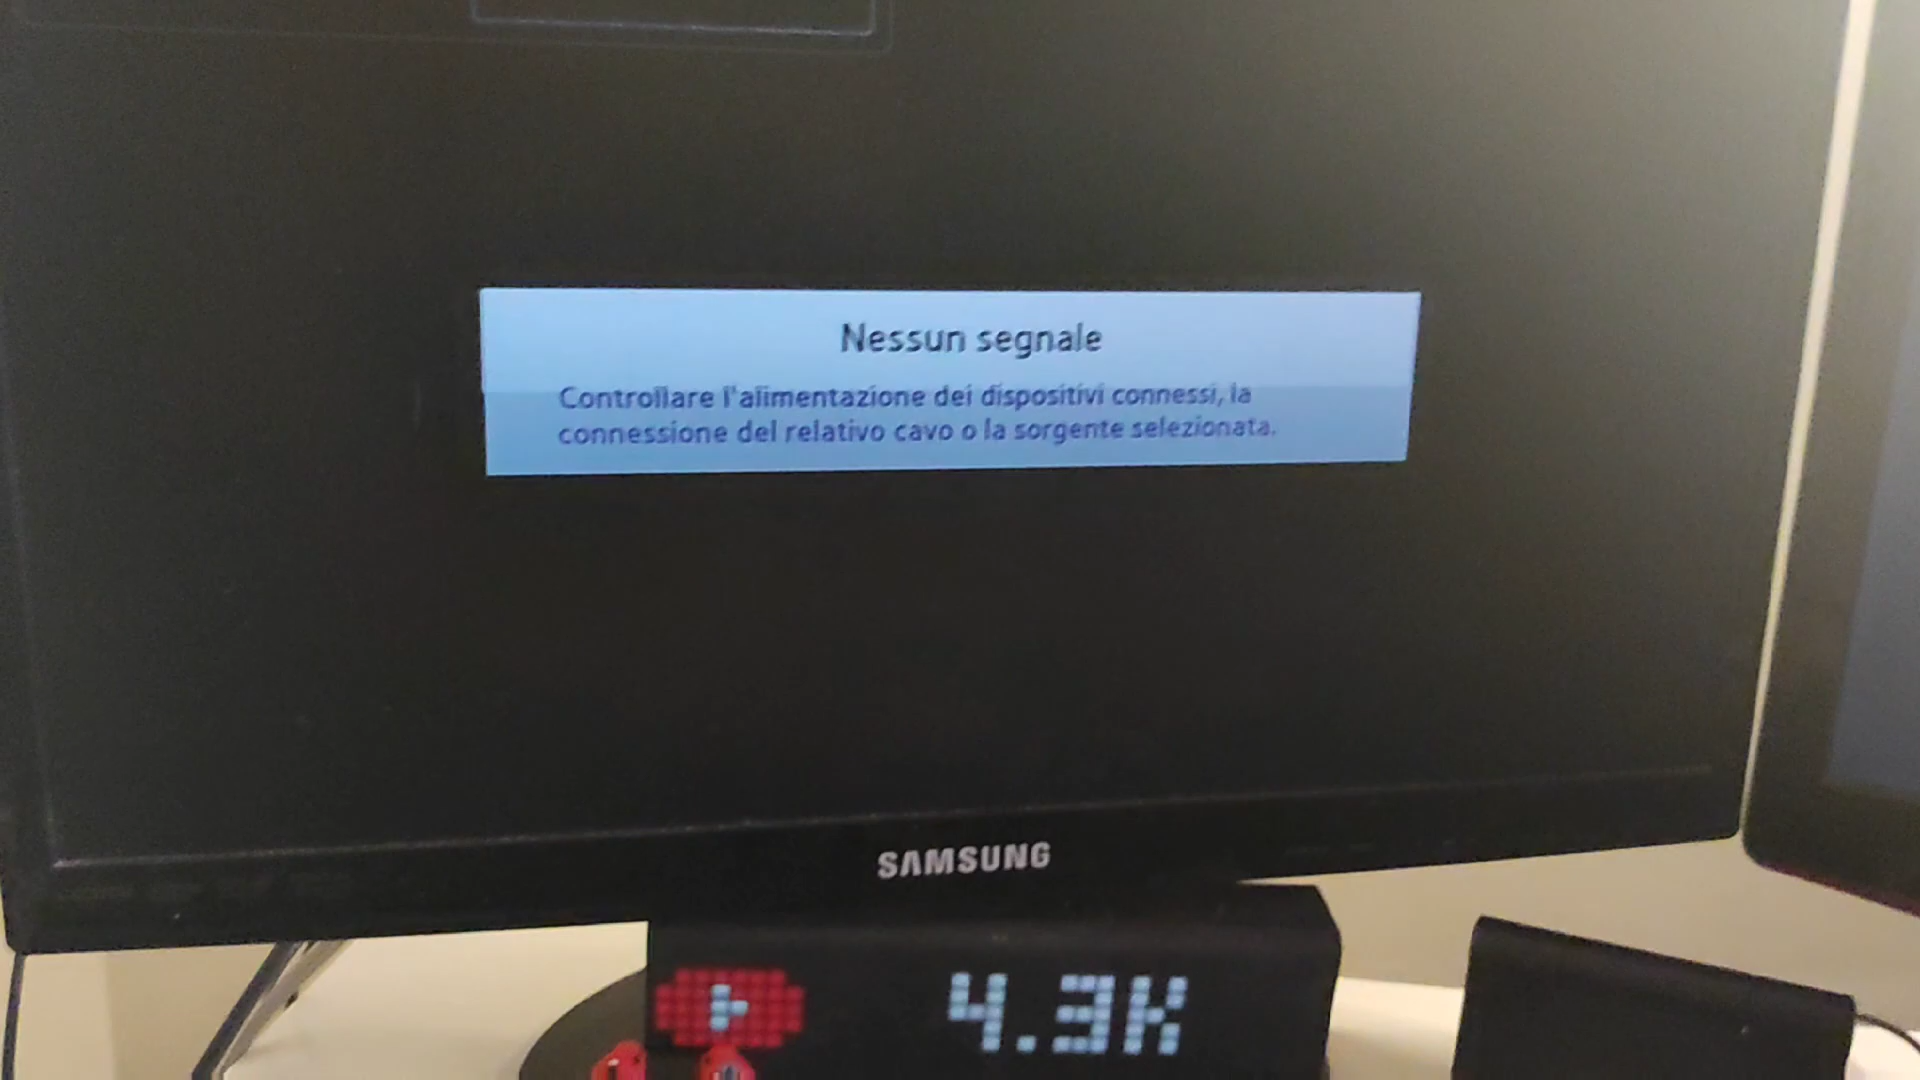 Nessun segnale
Controllare l'alimentazione dei dispositivi connessi, la
connessione del relativo cavo o la sorgente selezionata.
SAMSUNG
4.3K